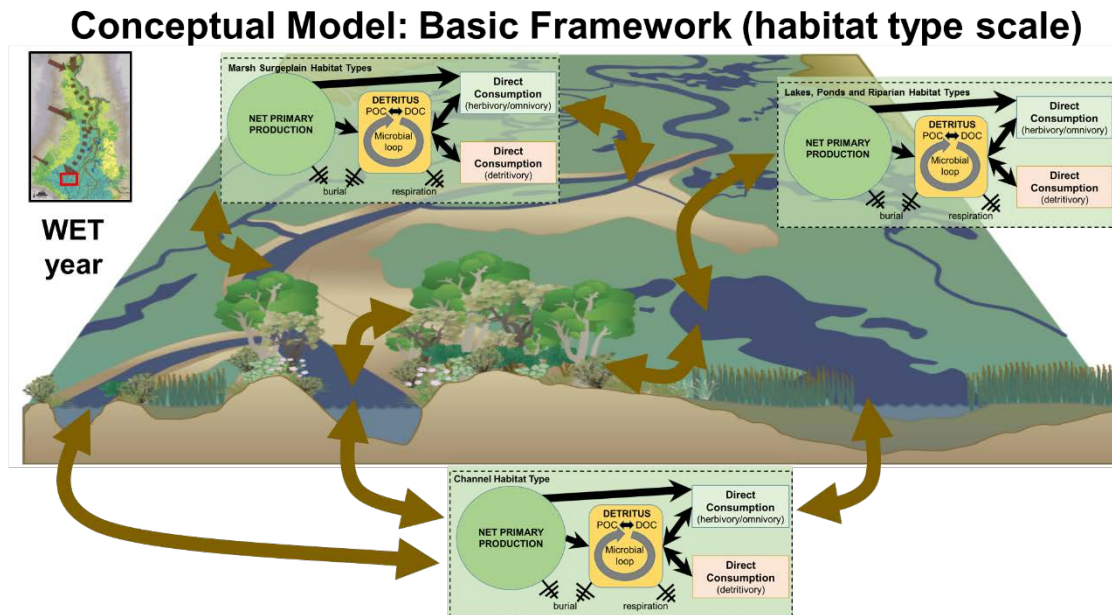 Conceptual Model: Basic Framework (habitat type scale)
WET
year
Marsh Surgeplain Habitat Types
NET PRIMARY
PRODUCTION
DETRITUS
POC DOC
Microbial
loop
Direct
Consumption
(herbivory/omnivory)
Direct
Consumption
(detritivory)
burial
respiration
Lakes, Ponds and Riparian Habitat Types
NET PRIMARY
PRODUCTION
DETRITUS
POC DOC
Microbial
loop
Direct
Consumption
(herbivory/omnivory)
Direct
Consumption
(detritivory)
burial
respiration
Channel Habitat Type
NET PRIMARY
PRODUCTION
DETRITUS
POC DOC
Microbial
loop
Direct
Consumption
(herbivory/omnivory)
Direct
Consumption
(detritivory)
burial
respiration